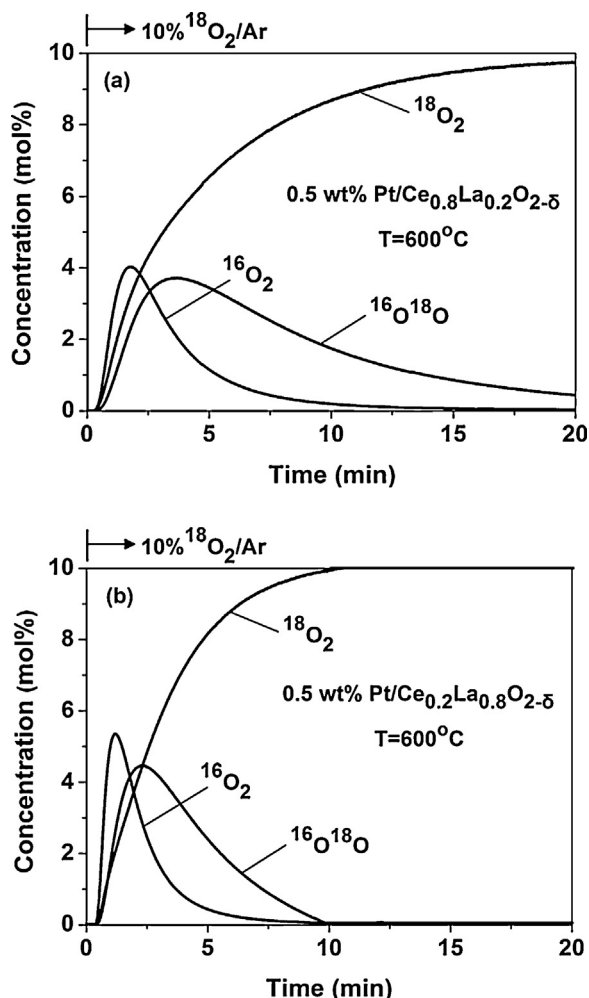 10%¹⁸O₂/Ar
(a)
¹⁸O₂
0.5 wt% Pt/Ce₀.₈La₀.₂O₂₋δ
T=600°C
¹⁶O₂
¹⁶O¹⁸O
Concentration (mol%)
10
8
6
4
2
0
0 5 10 15 20
Time (min)
10%¹⁸O₂/Ar
(b)
¹⁸O₂
0.5 wt% Pt/Ce₀.₂La₀.₈O₂₋δ
T=600°C
¹⁶O₂
¹⁶O¹⁸O
Concentration (mol%)
10
8
6
4
2
0
0 5 10 15 20
Time (min)